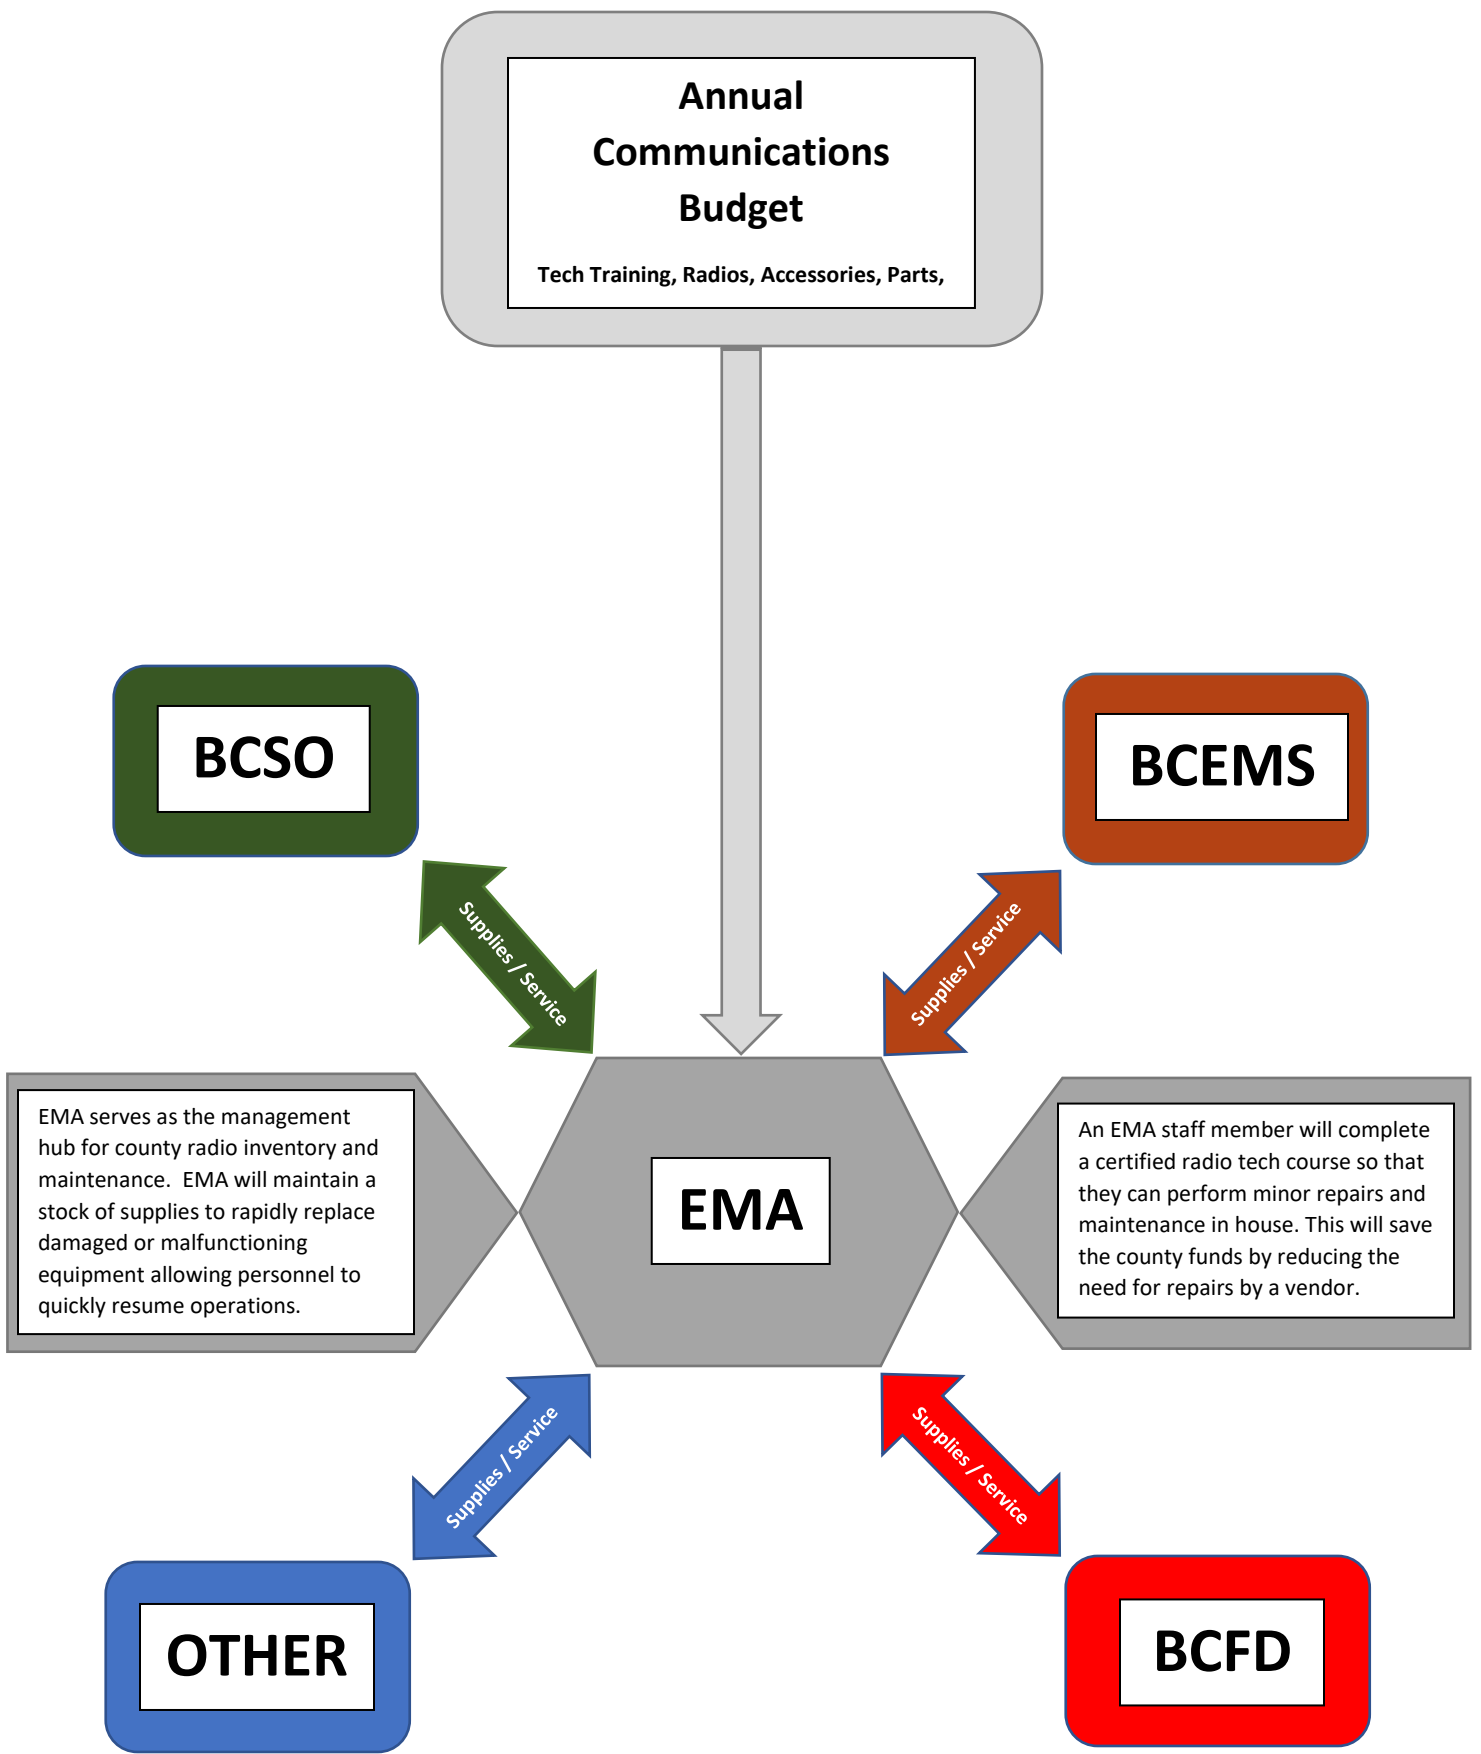 Annual
Communications
Budget
Tech Training, Radios, Accessories, Parts,
BCSO
BCEMS
Supplies / Service
Supplies / Service
EMA serves as the management
hub for county radio inventory and
maintenance.  EMA will maintain a
stock of supplies to rapidly replace
damaged or malfunctioning
equipment allowing personnel to
quickly resume operations.
EMA
An EMA staff member will complete
a certified radio tech course so that
they can perform minor repairs and
maintenance in house. This will save
the county funds by reducing the
need for repairs by a vendor.
Supplies / Service
Supplies / Service
OTHER
BCFD